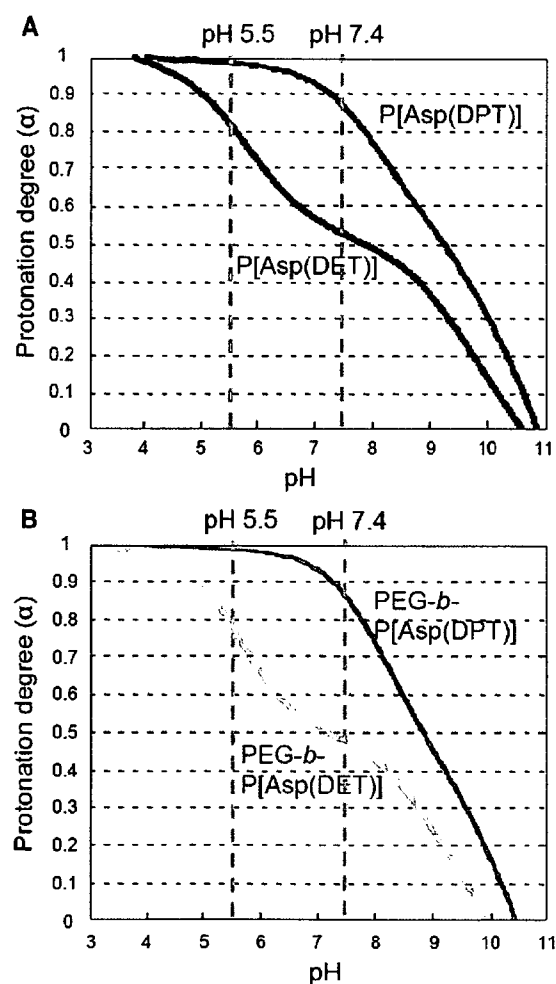 A
pH 5.5 pH 7.4
1
0.9
0.8
0.7
0.6
0.5
0.4
0.3
0.2
0.1
0
Protonation degree (α)
P[Asp(DPT)]
P[Asp(DET)]
3 4 5 6 7 8 9 10 11
pH
B
pH 5.5 pH 7.4
1
0.9
0.8
0.7
0.6
0.5
0.4
0.3
0.2
0.1
0
Protonation degree (α)
PEG-b-
P[Asp(DPT)]
PEG-b-
P[Asp(DET)]
3 4 5 6 7 8 9 10 11
pH